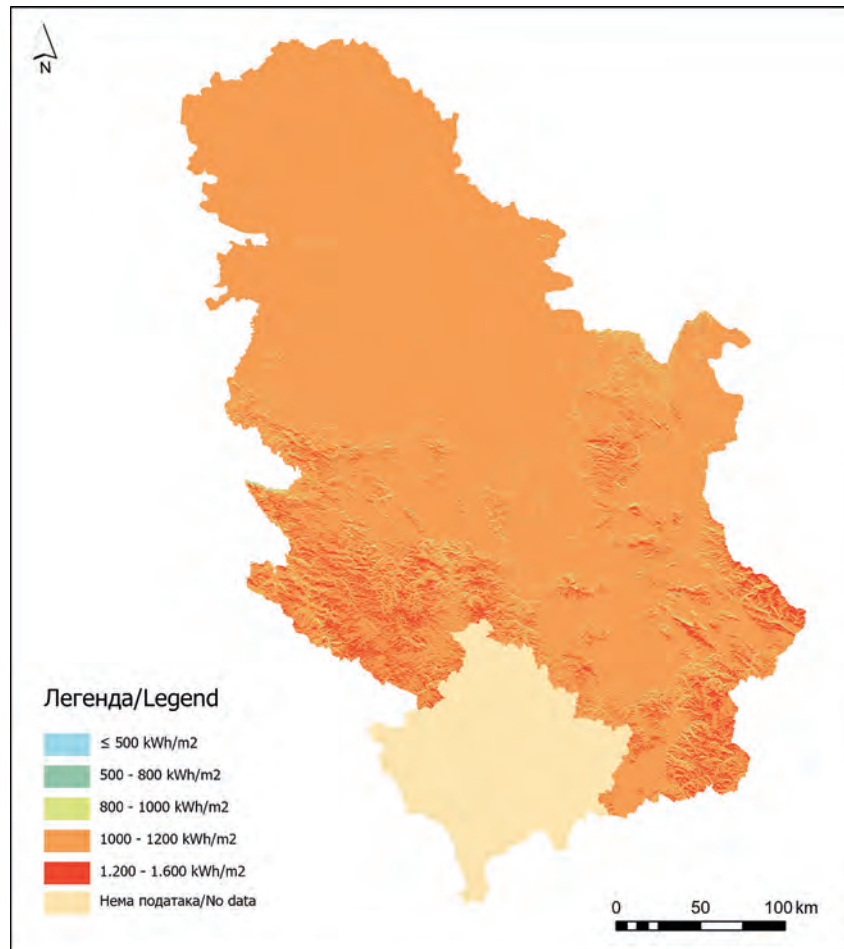 N
Легенда/Legend
≤ 500 kWh/m2
500 - 800 kWh/m2
800 - 1000 kWh/m2
1000 - 1200 kWh/m2
1.200 - 1.600 kWh/m2
Нема података/No data
0 50 100 km